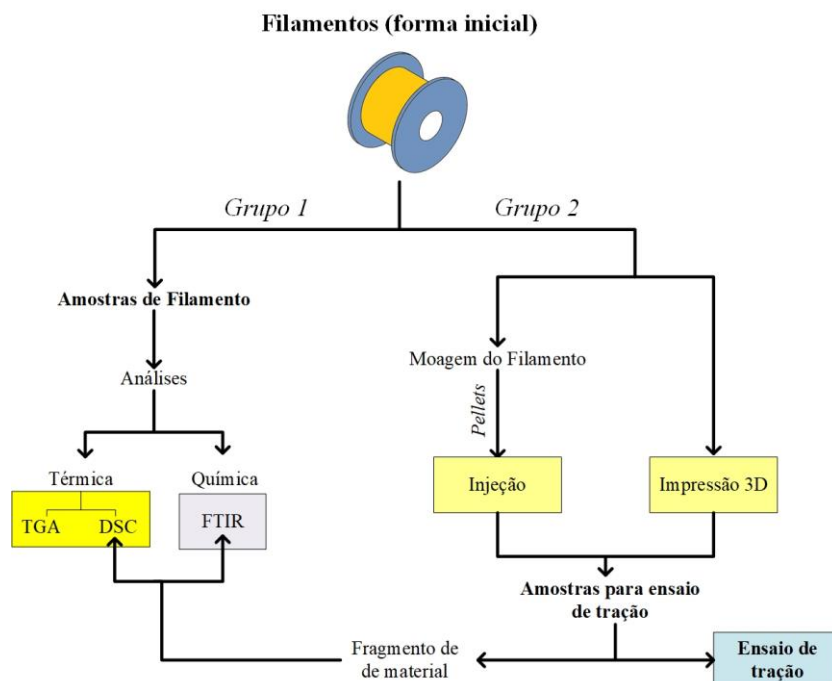 Filamentos (forma inicial)
Grupo 1
Grupo 2
Amostras de Filamento
Análises
Térmica
TGA
DSC
Química
FTIR
Moagem do Filamento
Pellets
Injeção
Impressão 3D
Amostras para ensaio
de tração
Fragmento de
de material
Ensaio de
tração